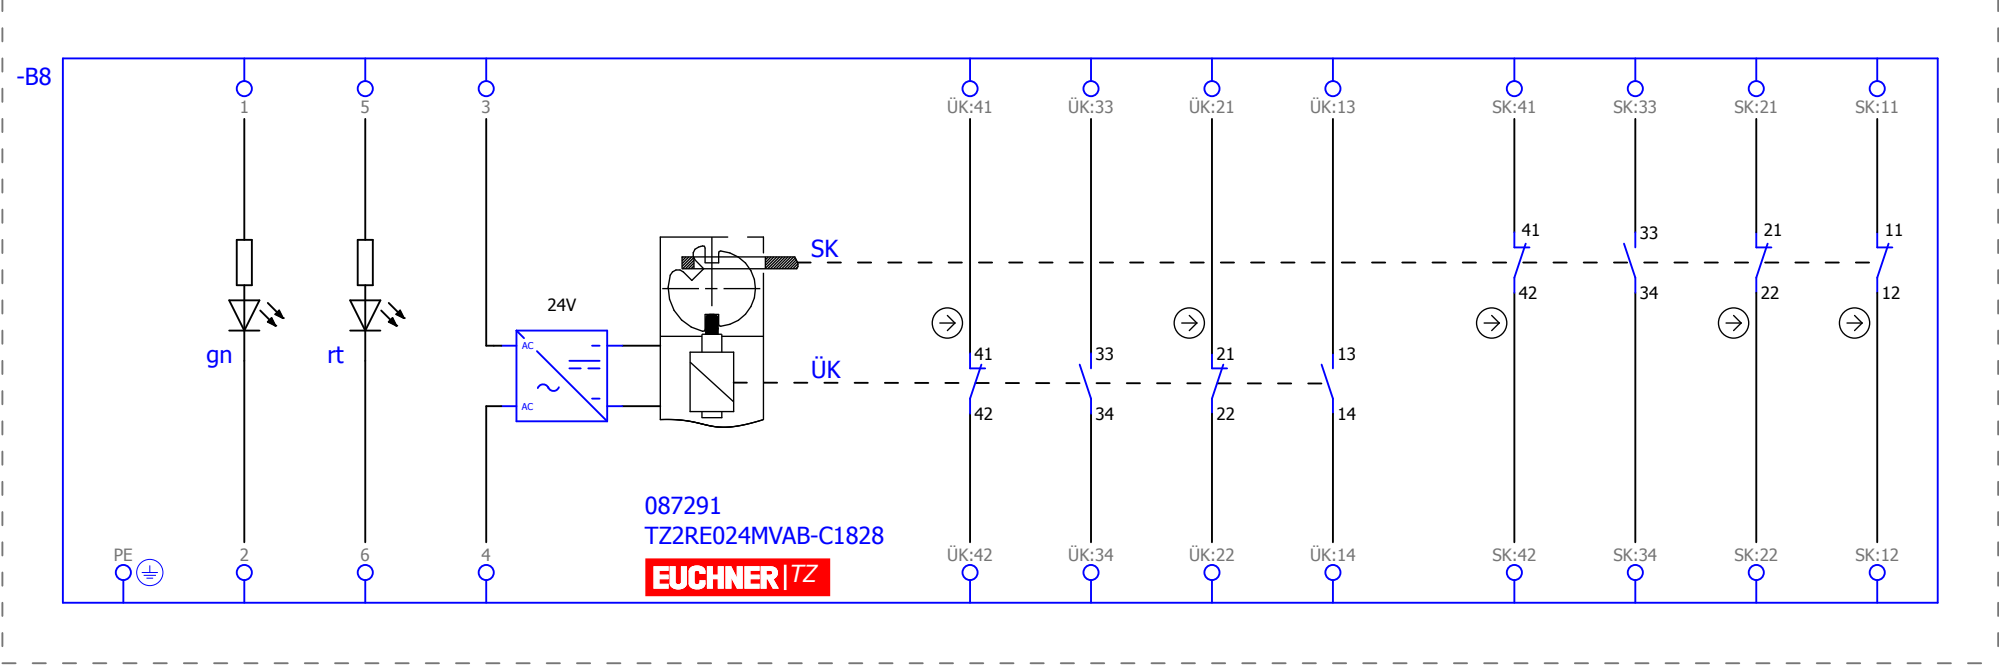 -B8
1 5 3 ÜK:41 ÜK:33 ÜK:21 ÜK:13 SK:41 SK:33 SK:21 SK:11
41 33 21 11
SK
42 34 22 12
24V
gn rt AC
41 33 21 13
ÜK
AC
42 34 22 14
087291
TZ2RE024MVAB-C1828
PE 2 6 4 ÜK:42 ÜK:34 ÜK:22 ÜK:14 SK:42 SK:34 SK:22 SK:12
EUCHNER|TZ